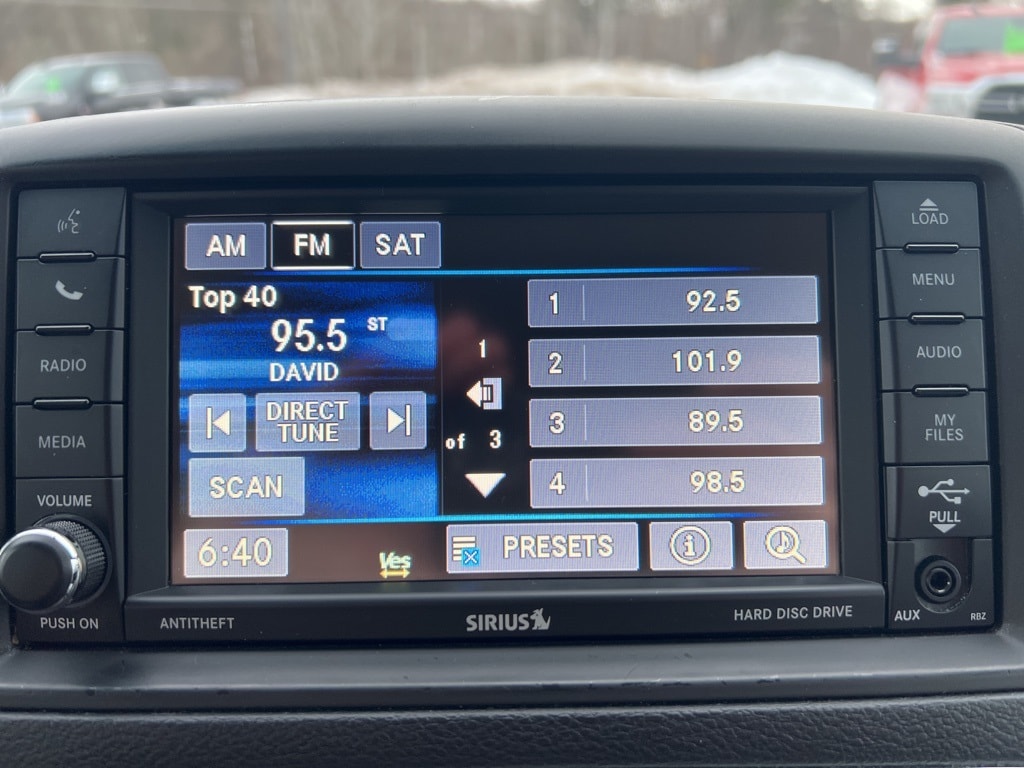 AM FM SAT
Top 40
95.5 ST
DAVID
DIRECT
TUNE
SCAN
1
of 3
1 92.5
2 101.9
3 89.5
4 98.5
6:40
Yes
PRESETS
i
RADIO
MEDIA
VOLUME
PUSH ON
ANTITHEFT
SIRIUS
HARD DISC DRIVE
LOAD
MENU
AUDIO
MY
FILES
PULL
AUX
RBZ